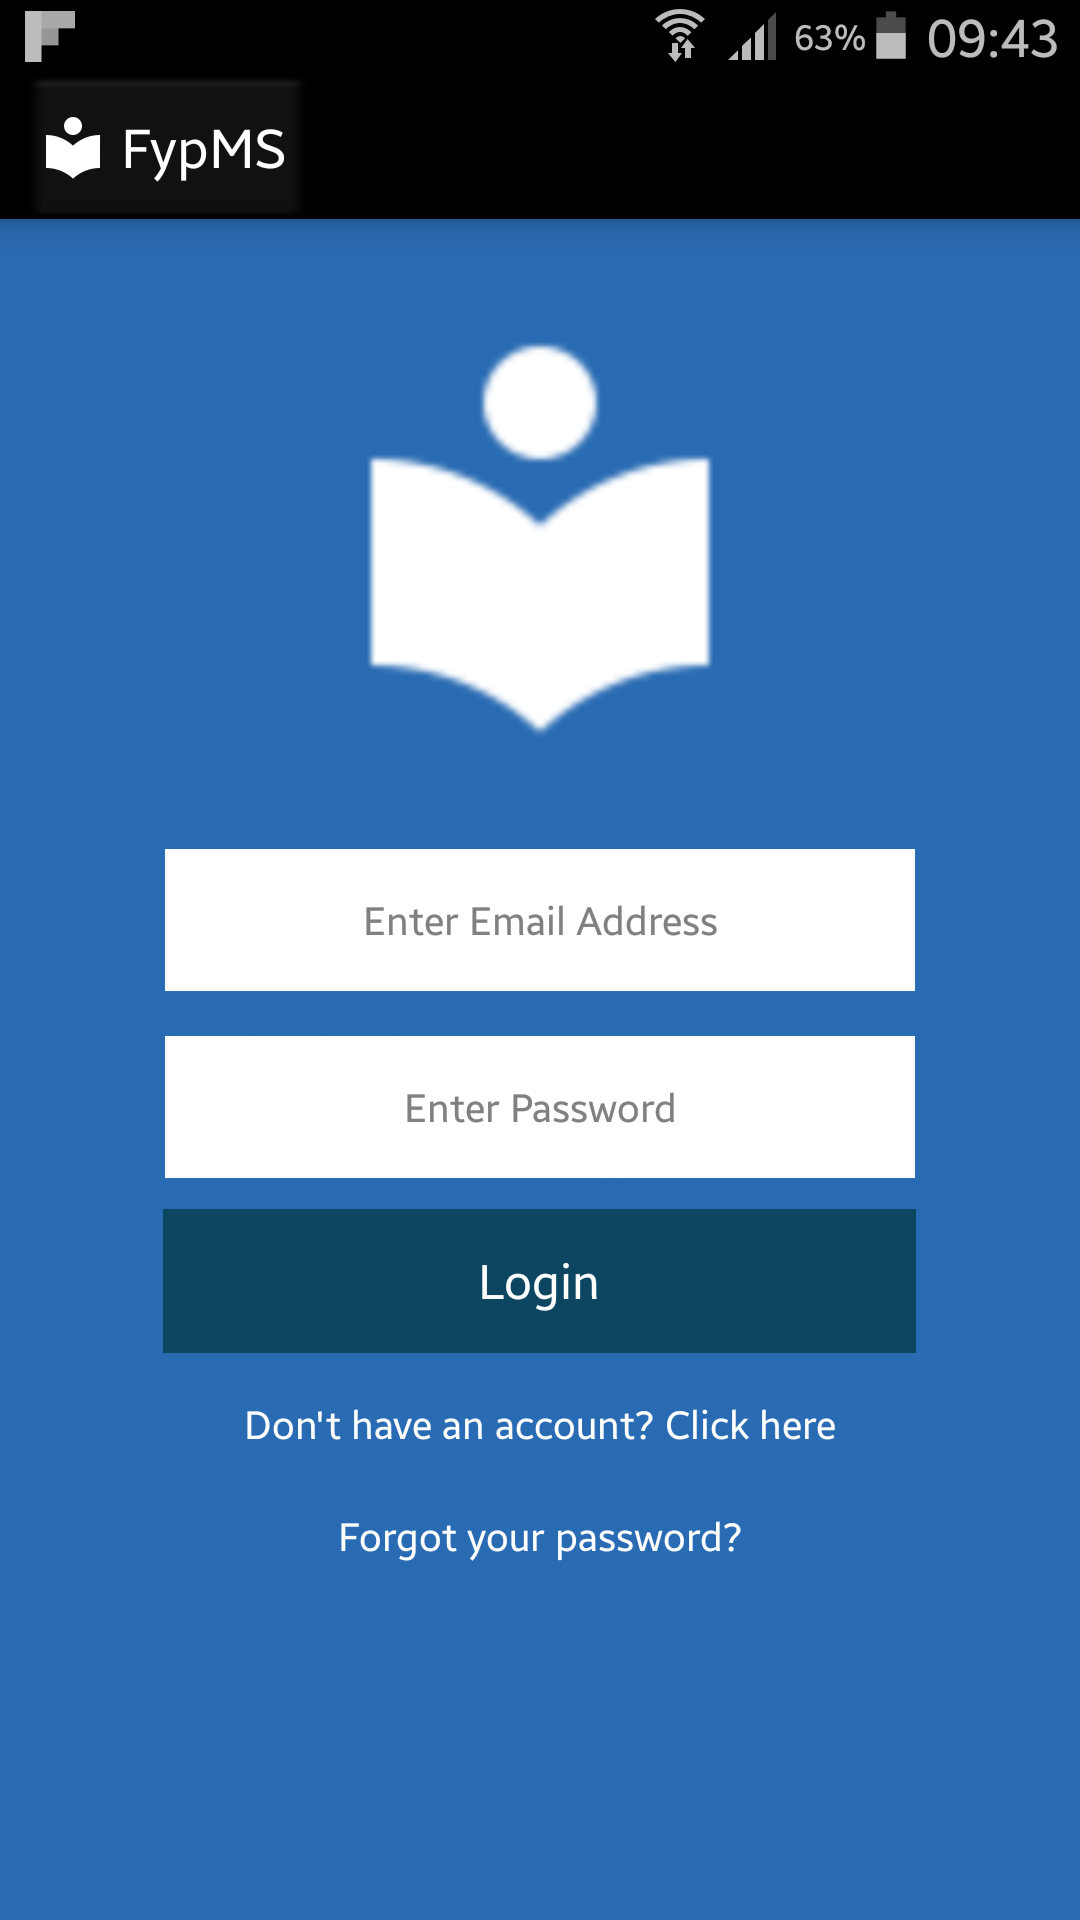 63% 09:43
FypMS
Enter Email Address
Enter Password
Login
Don't have an account? Click here
Forgot your password?